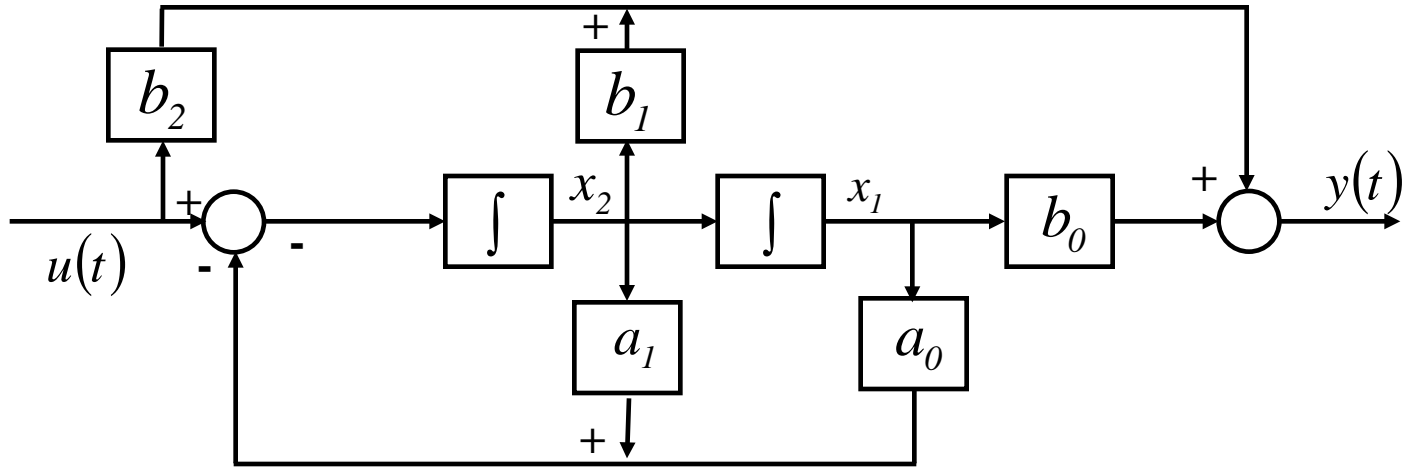 +
b₂
b₁
+
x₂
x₁
+
y(t)
∫
∫
b₀
u(t)
-
-
a₁
a₀
+